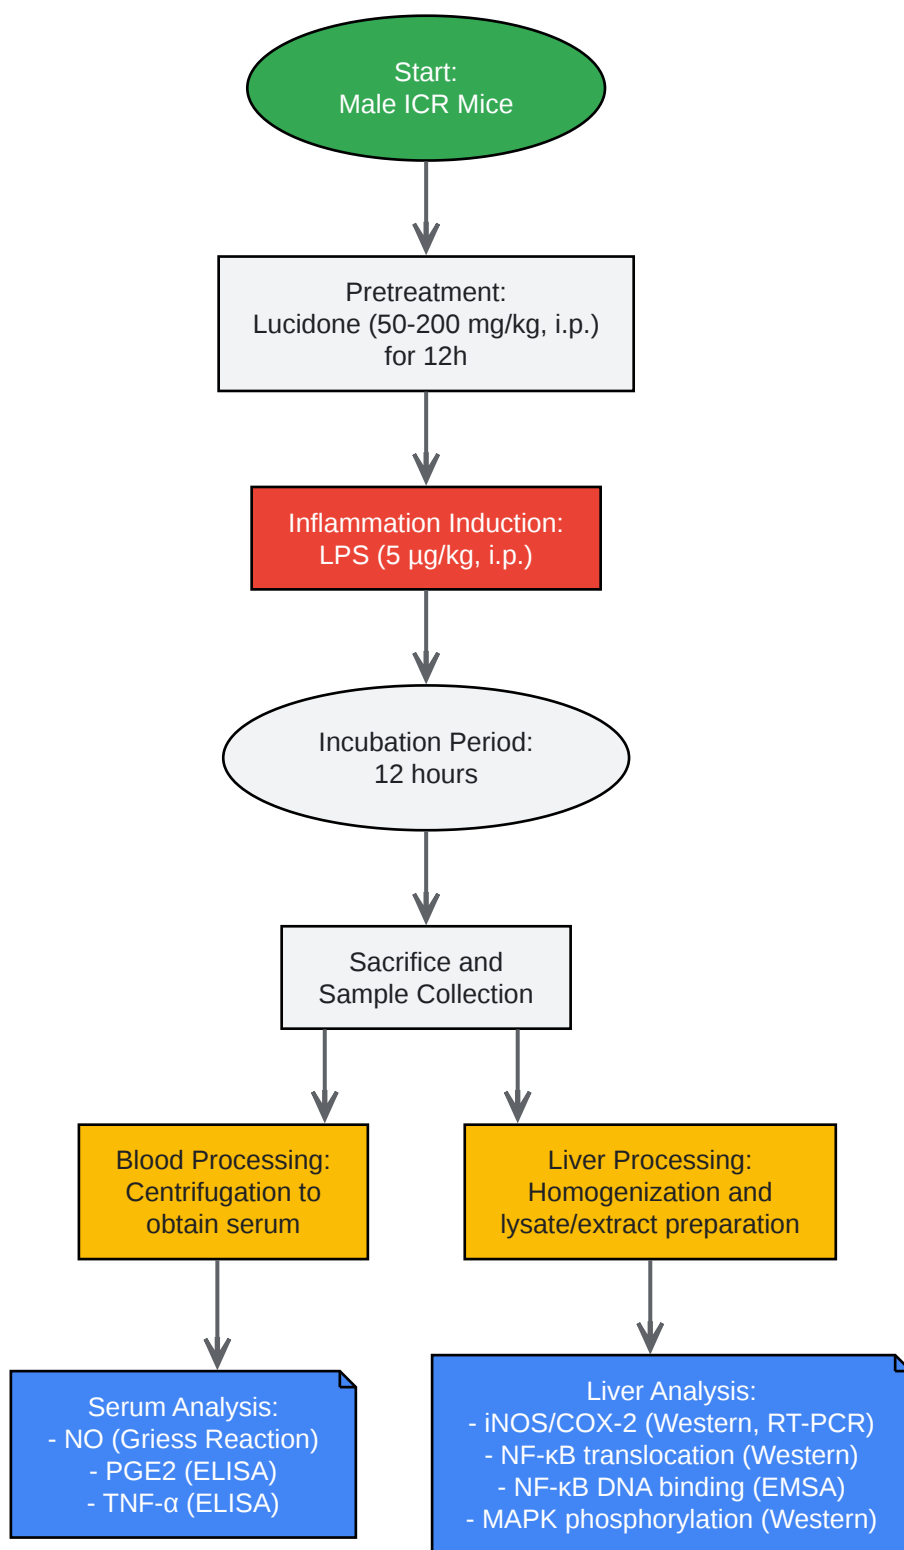 Start:
Male ICR Mice
Pretreatment:
Lucidone (50-200 mg/kg, i.p.)
for 12h
Inflammation Induction:
LPS (5 µg/kg, i.p.)
Incubation Period:
12 hours
Sacrifice and
Sample Collection
Blood Processing:
Centrifugation to
obtain serum
Liver Processing:
Homogenization and
lysate/extract preparation
Serum Analysis:
- NO (Griess Reaction)
- PGE2 (ELISA)
- TNF-α (ELISA)
Liver Analysis:
- iNOS/COX-2 (Western, RT-PCR)
- NF-κB translocation (Western)
- NF-κB DNA binding (EMSA)
- MAPK phosphorylation (Western)